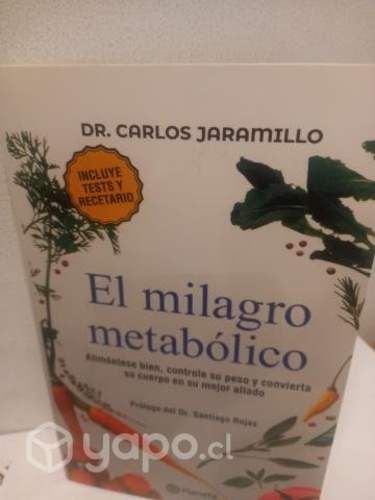 DR. CARLOS JARAMILLO
INCLUYE
TESTS Y
RECETARIO
El milagro
metabólico
Aliméntese bien, controle su peso y convierta
su cuerpo en su mejor aliado
Prólogo del Dr. Santiago Rojas
yapo.cl
Planeta